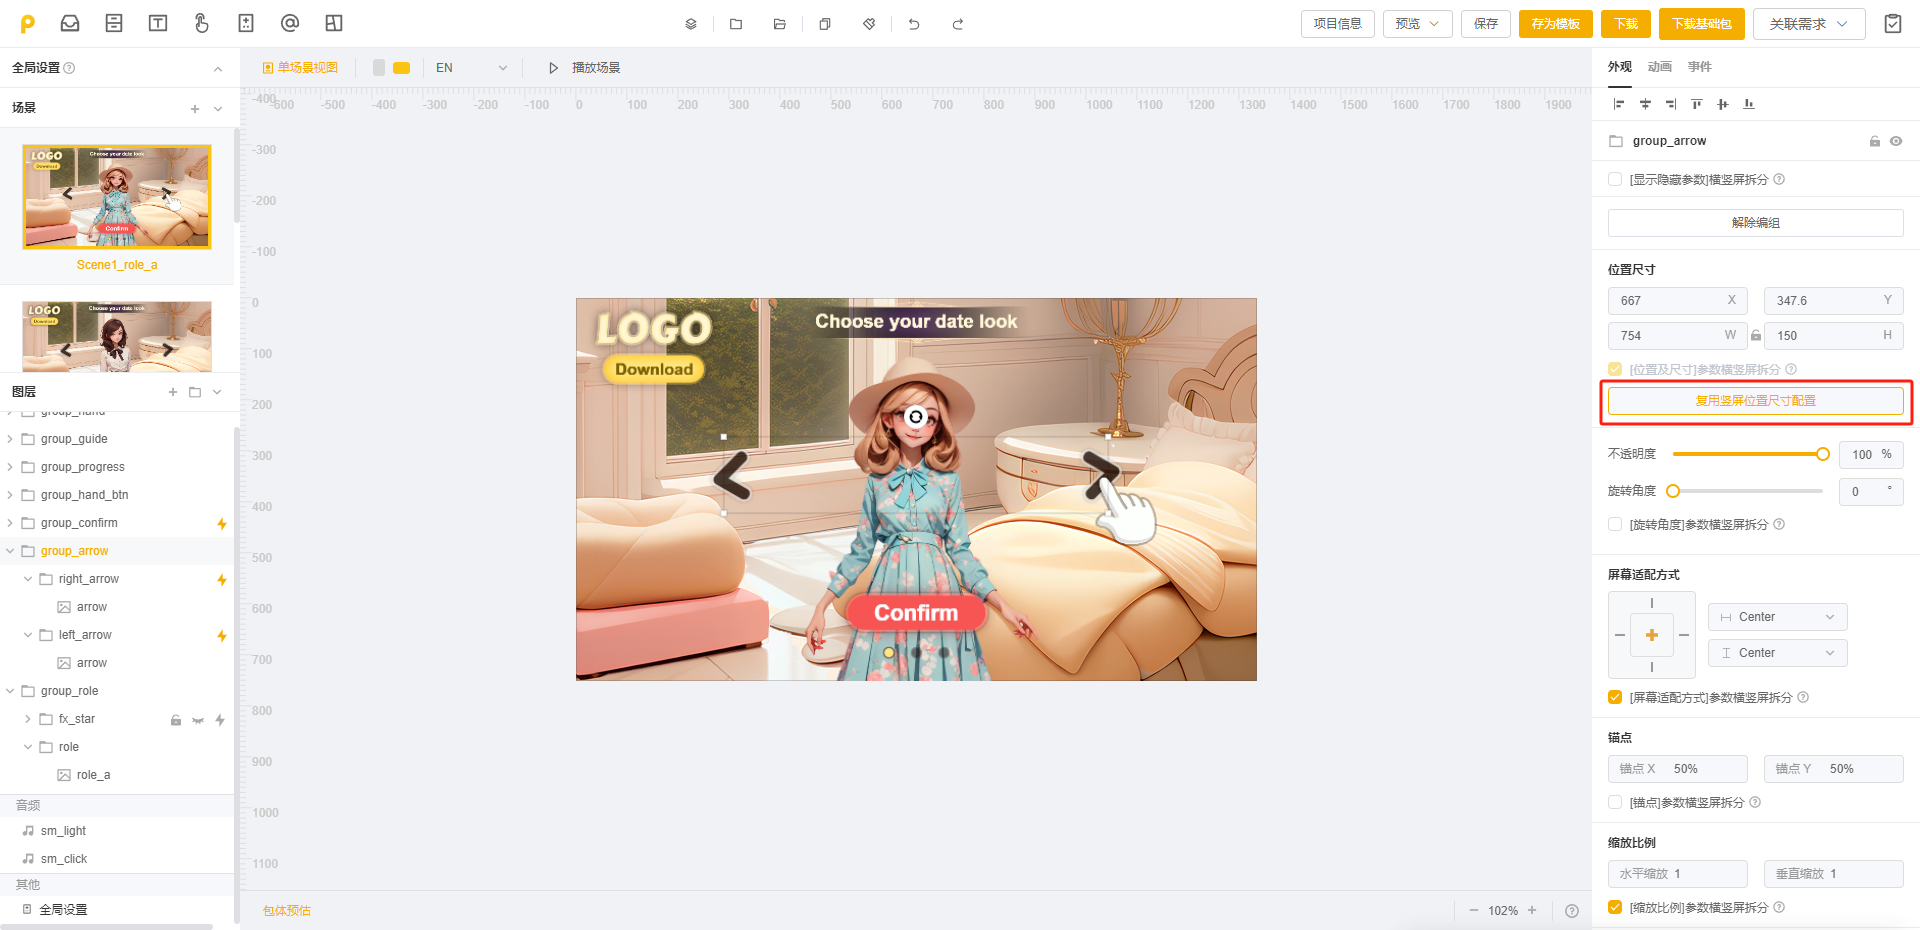 项目信息
预览
保存
存为模板
下载
下载基础包
关联需求
全局设置
场景
LOGO
Download
Choose your date look
Confirm
Scene1_role_a
LOGO
Download
Choose your date look
图层
group_hand
group_guide
group_progress
group_hand_btn
group_confirm
group_arrow
right_arrow
arrow
left_arrow
arrow
group_role
fx_star
role
role_a
音频
sm_light
sm_click
其他
全局设置
单场景视图
EN
播放场景
-600 -500 -400 -300 -200 -100 0 100 200 300 400 500 600 700 800 900 1000 1100 1200 1300 1400 1500 1600 1700 1800 1900
-400
-300
-200
-100
0
100
200
300
400
500
600
700
800
900
1000
1100
LOGO
Download
Choose your date look
Confirm
包体预估
102%
外观 动画 事件
group_arrow
[显示隐藏参数]横竖屏拆分
解除编组
位置尺寸
667 X 347.6 Y
754 W 150 H
[位置及尺寸]参数横竖屏拆分
复用竖屏位置尺寸配置
不透明度 100 %
旋转角度 0 °
[旋转角度]参数横竖屏拆分
屏幕适配方式
Center
Center
[屏幕适配方式]参数横竖屏拆分
锚点
锚点 X 50% 锚点 Y 50%
[锚点]参数横竖屏拆分
缩放比例
水平缩放 1 垂直缩放 1
[缩放比例]参数横竖屏拆分